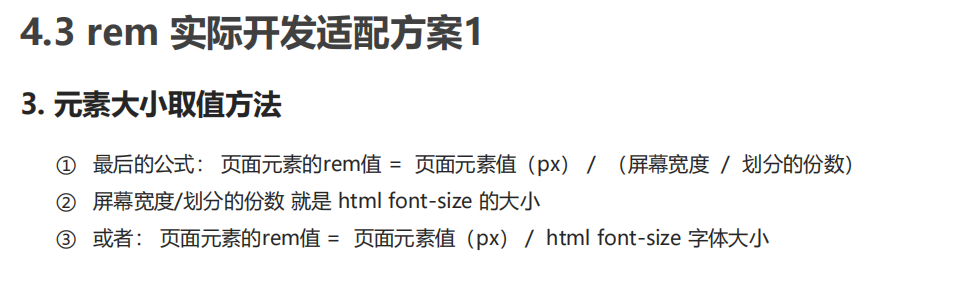 4.3 rem 实际开发适配方案1
3. 元素大小取值方法
① 最后的公式： 页面元素的rem值 = 页面元素值（px） / （屏幕宽度 / 划分的份数）
② 屏幕宽度/划分的份数 就是 html font-size 的大小
③ 或者： 页面元素的rem值 = 页面元素值（px） / html font-size 字体大小